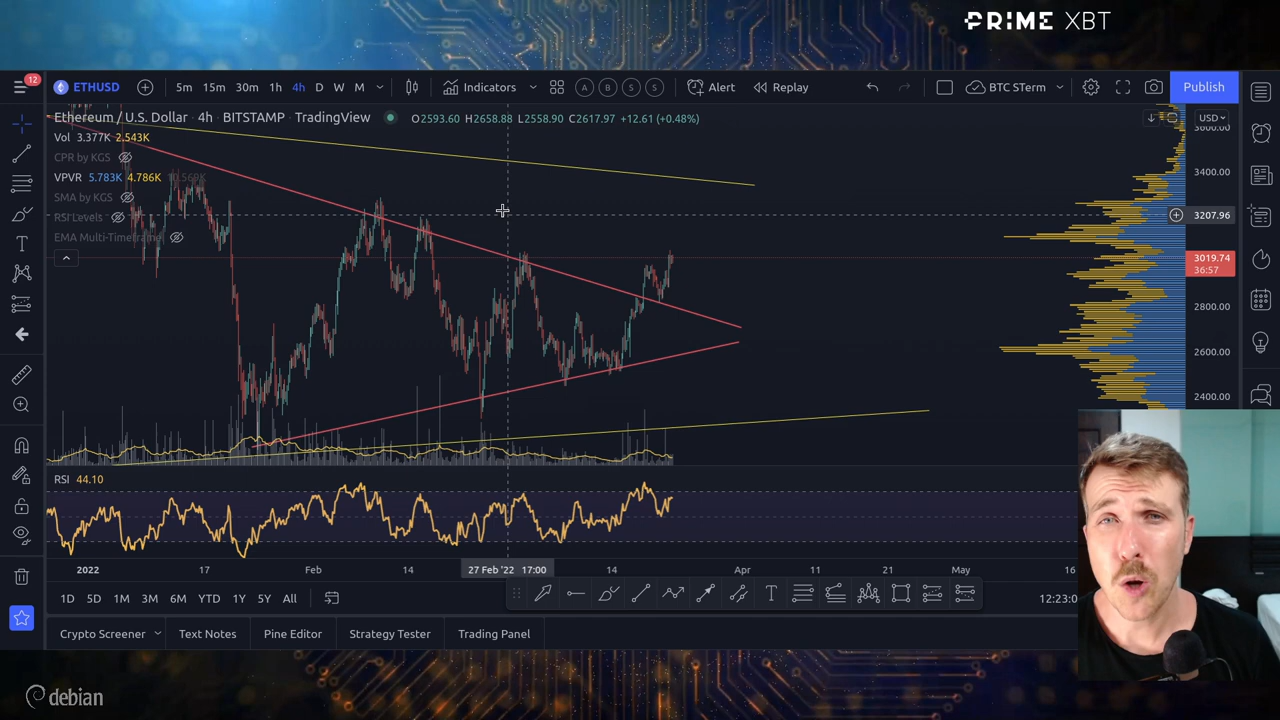 PRIME XBT
12
ETHUSD 5m 15m 30m 1h 4h D W M Indicators A B S S Alert Replay BTC STerm Publish
Ethereum / U.S. Dollar 4h BITSTAMP TradingView O2593.60 H2658.88 L2558.90 C2617.97 +12.61 (+0.48%) USD
Vol 3.377K 2.543K
CPR by KGS
VPVR 5.783K 4.786K 10.569K
SMA by KGS
RSI Levels
EMA Multi-Timeframe
3600.00
3400.00
3207.96
3019.74
36:57
2800.00
2600.00
2400.00
RSI 44.10
2022 17 Feb 14 27 Feb '22 17:00 14 Apr 11 21 May 16
1D 5D 1M 3M 6M YTD 1Y 5Y All T 12:23:0
Crypto Screener Text Notes Pine Editor Strategy Tester Trading Panel
debian